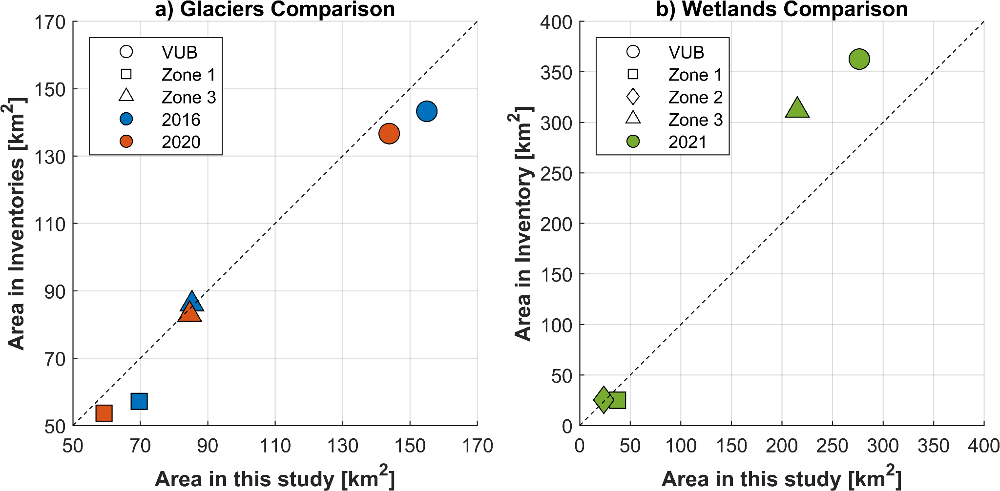 a) Glaciers Comparison
170
150
130
110
90
70
50
50 70 90 110 130 150 170
Area in Inventories [km²]
Area in this study [km²]
VUB
Zone 1
Zone 3
2016
2020
b) Wetlands Comparison
400
350
300
250
200
150
100
50
0
0 50 100 150 200 250 300 350 400
Area in Inventory [km²]
Area in this study [km²]
VUB
Zone 1
Zone 2
Zone 3
2021